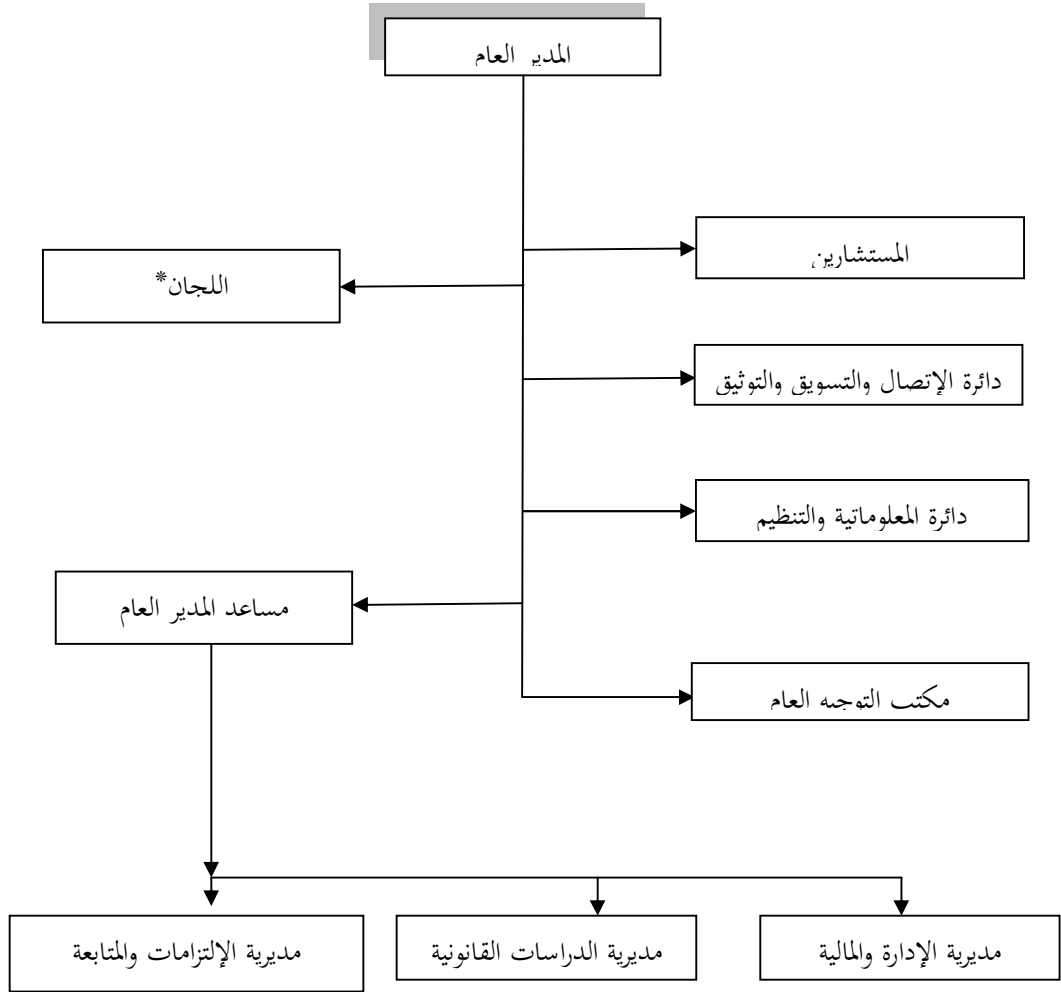 المدير العام
المستشارين
اللجان*
دائرة الإتصال والتسويق والتوثيق
دائرة المعلوماتية والتنظيم
مساعد المدير العام
مكتب التوجيه العام
مديرية الإدارة والمالية
مديرية الدراسات القانونية
مديرية الإلتزامات والمتابعة